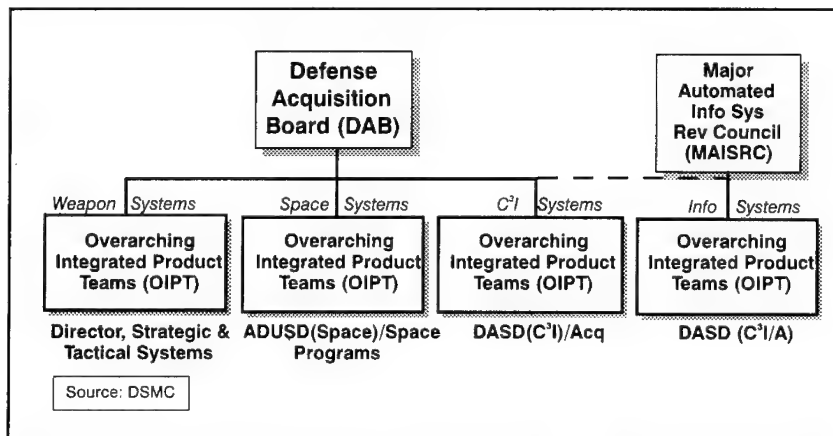 Defense
Acquisition
Board (DAB)
Major
Automated
Info Sys
Rev Council
(MAISRC)
Weapon Systems
Space Systems
C³I Systems
Info Systems
Overarching
Integrated Product
Teams (OIPT)
Overarching
Integrated Product
Teams (OIPT)
Overarching
Integrated Product
Teams (OIPT)
Overarching
Integrated Product
Teams (OIPT)
Director, Strategic &
Tactical Systems
ADUSD(Space)/Space
Programs
DASD(C³I)/Acq
DASD (C³I/A)
Source: DSMC